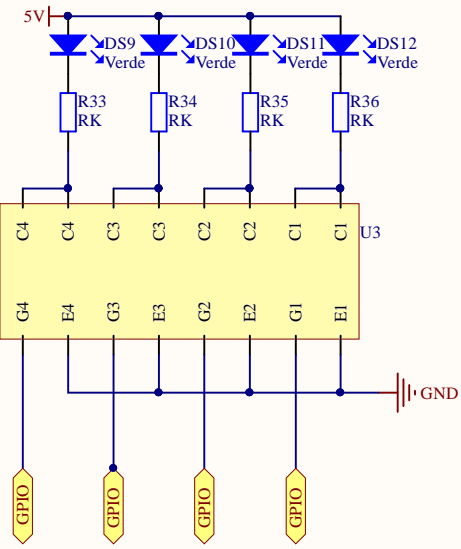 5V
DS9
Verde
DS10
Verde
DS11
Verde
DS12
Verde
R33
RK
R34
RK
R35
RK
R36
RK
C4 C4 C3 C3 C2 C2 C1 C1
U3
G4 E4 G3 E3 G2 E2 G1 E1
GND
GPIO GPIO GPIO GPIO